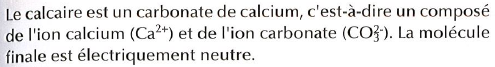 Le calcaire est un carbonate de calcium, c'est-à-dire un composé
de l'ion calcium (Ca²⁺) et de l'ion carbonate (CO₃²⁻). La molécule
finale est électriquement neutre.